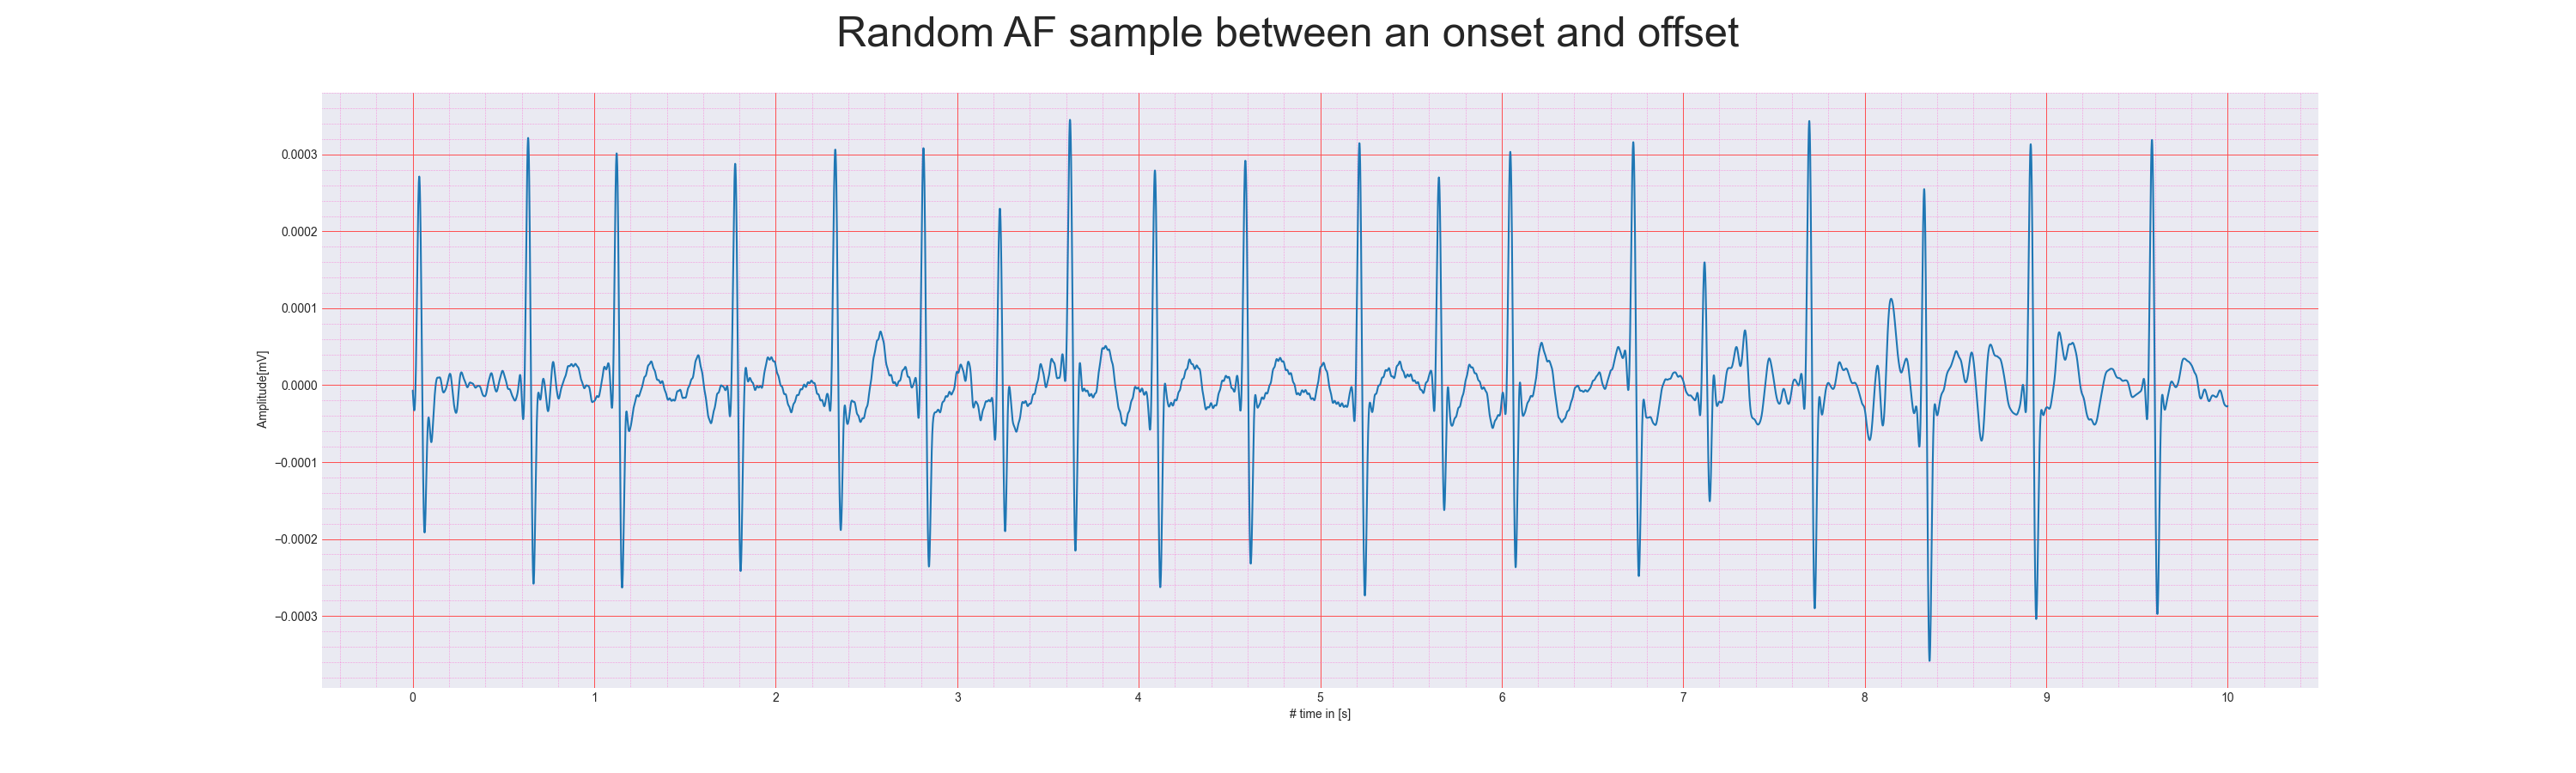 Random AF sample between an onset and offset
0.0003
0.0002
0.0001
0.0000
−0.0001
−0.0002
−0.0003
Amplitude[mV]
0 1 2 3 4 5 6 7 8 9 10
# time in [s]